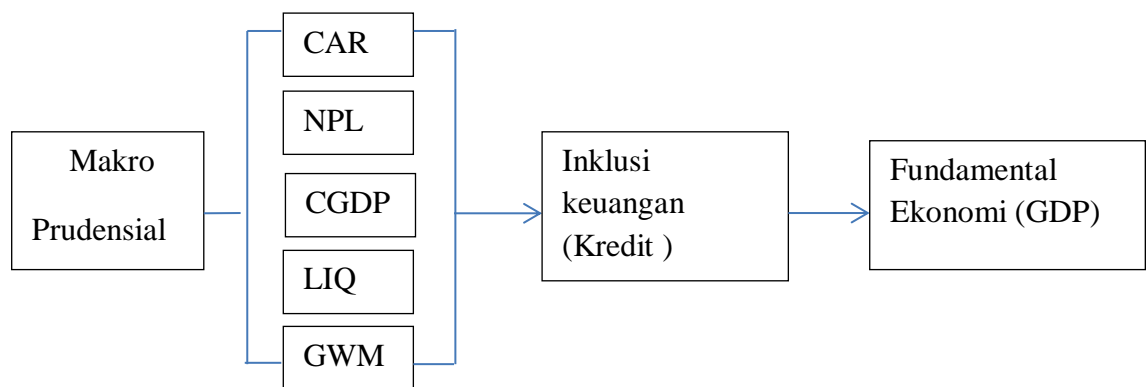 Makro
Prudensial
CAR
NPL
CGDP
LIQ
GWM
Inklusi
keuangan
(Kredit )
Fundamental
Ekonomi (GDP)